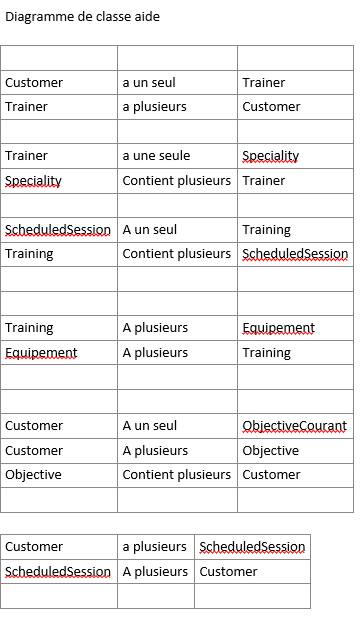 Diagramme de classe aide
Customer a un seul Trainer
Trainer a plusieurs Customer
Trainer a une seule Speciality
Speciality Contient plusieurs Trainer
ScheduledSession A un seul Training
Training Contient plusieurs ScheduledSession
Training A plusieurs Equipement
Equipement A plusieurs Training
Customer A un seul ObjectiveCourant
Customer A plusieurs Objective
Objective Contient plusieurs Customer
Customer a plusieurs ScheduledSession
ScheduledSession A plusieurs Customer